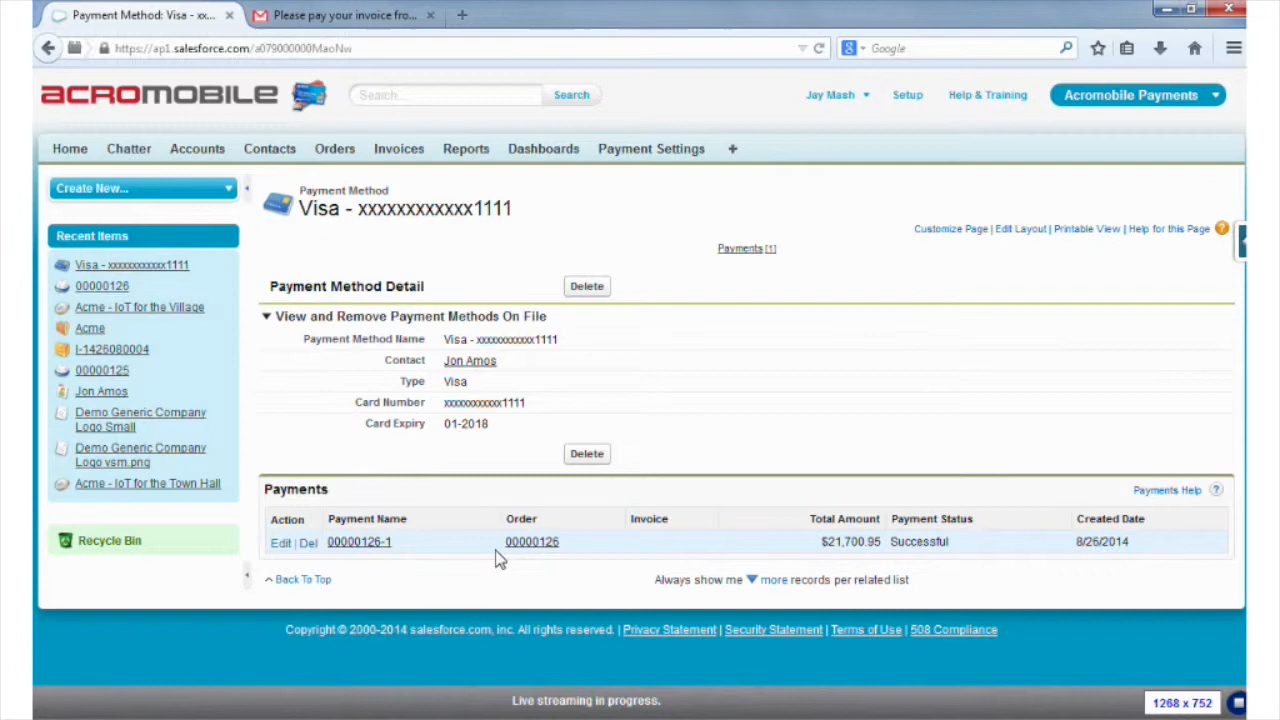 Payment Method: Visa - xx...
Please pay your invoice fro...
https://ap1.salesforce.com/a079000000MaoNw
Google
ACROMOBILE
Search...
Search
Jay Mash
Setup
Help & Training
Acromobile Payments
Home
Chatter
Accounts
Contacts
Orders
Invoices
Reports
Dashboards
Payment Settings
Create New...
Recent Items
Visa - xxxxxxxxxxxx1111
00000126
Acme - IoT for the Village
Acme
I-1425080004
00000125
Jon Amos
Demo Generic Company
Logo Small
Demo Generic Company
Logo vsm.png
Acme - IoT for the Town Hall
Recycle Bin
Payment Method
Visa - xxxxxxxxxxxx1111
Customize Page | Edit Layout | Printable View | Help for this Page
Payments [1]
Payment Method Detail
Delete
View and Remove Payment Methods On File
Payment Method Name Visa - xxxxxxxxxxxx1111
Contact Jon Amos
Type Visa
Card Number xxxxxxxxxxxx1111
Card Expiry 01-2018
Delete
Payments
Payments Help ?
Action Payment Name Order Invoice Total Amount Payment Status Created Date
Edit | Del 00000126-1 00000126 $21,700.95 Successful 8/26/2014
Back To Top
Always show me more records per related list
Copyright © 2000-2014 salesforce.com, inc. All rights reserved. | Privacy Statement | Security Statement | Terms of Use | 508 Compliance
Live streaming in progress.
1268 x 752